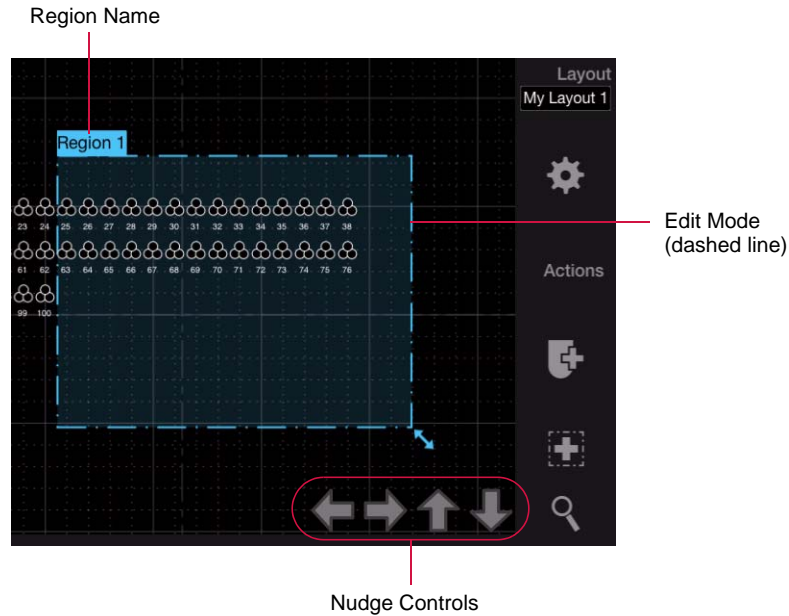 Region Name
Layout
My Layout 1
Region 1
23 24 25 26 27 28 29 30 31 32 33 34 35 36 37 38
Edit Mode
(dashed line)
61 62 63 64 65 66 67 68 69 70 71 72 73 74 75 76
Actions
99 100
Nudge Controls